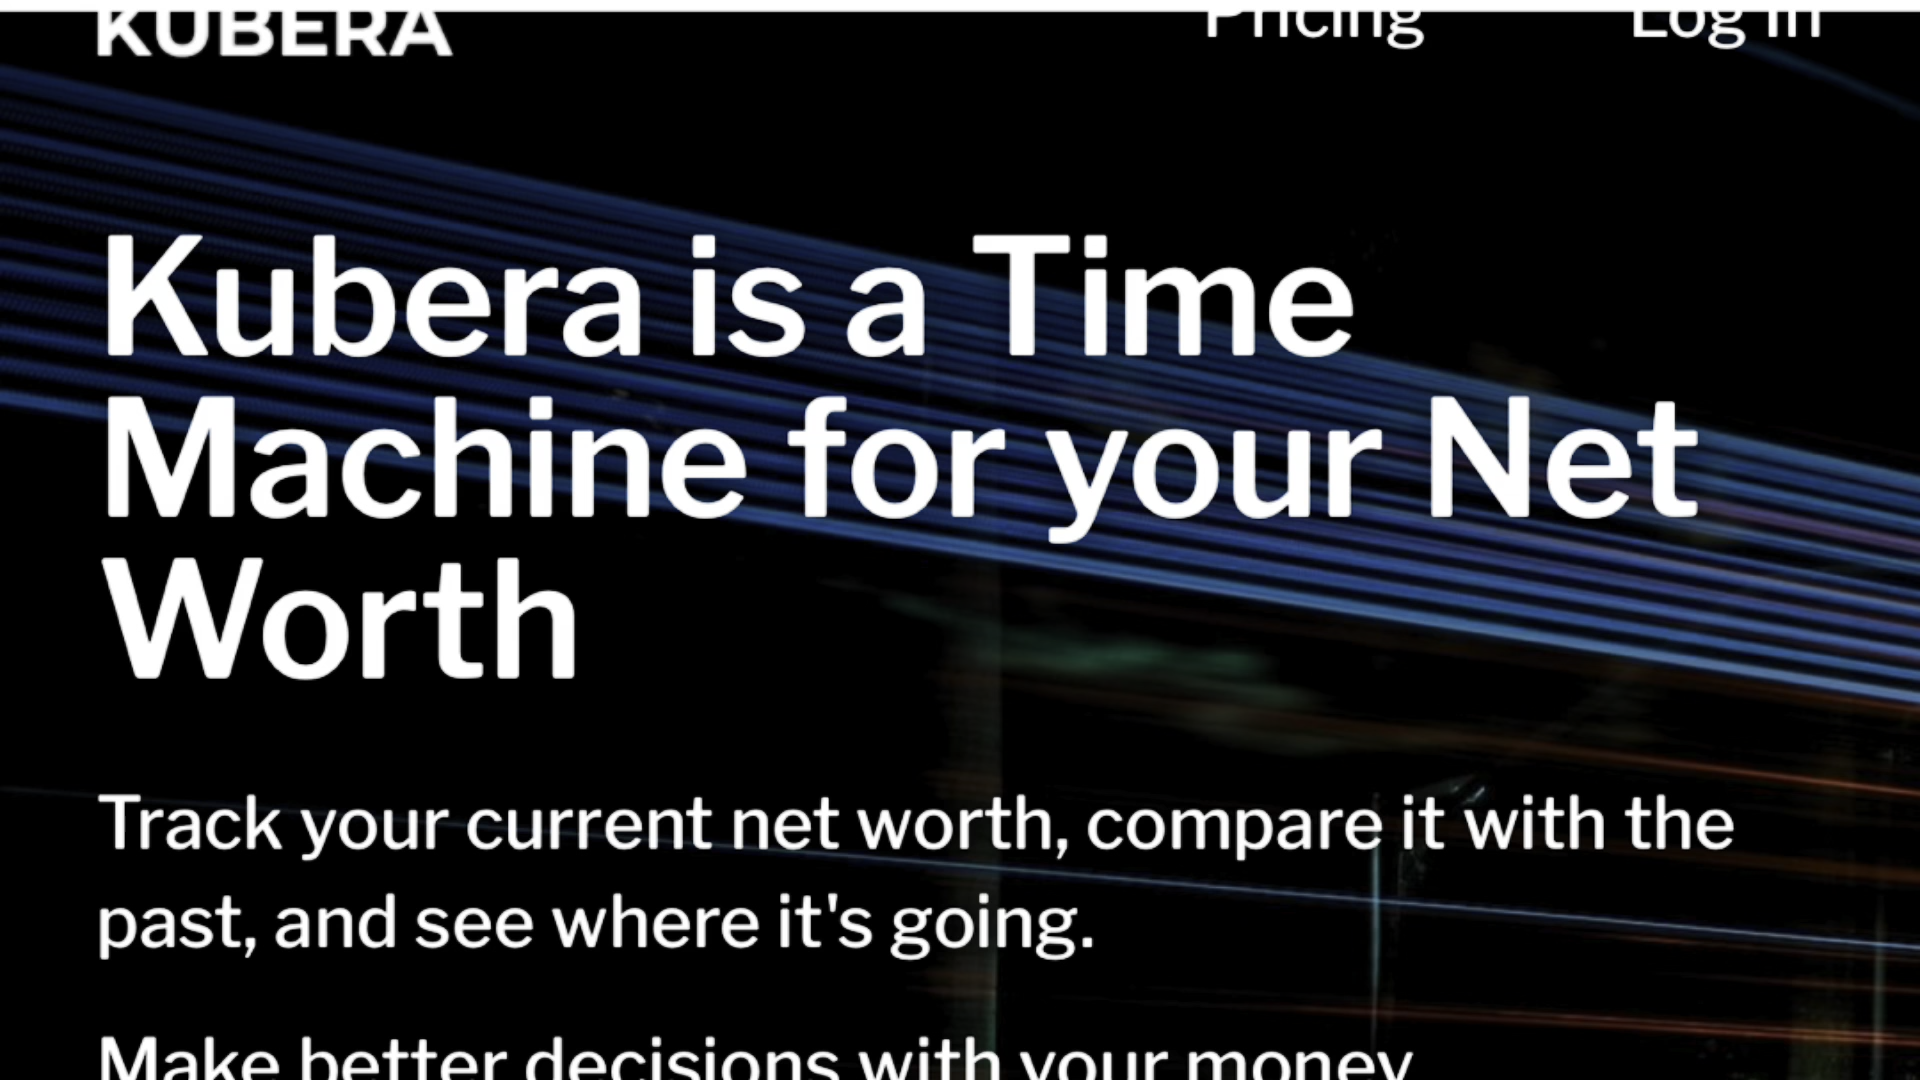 KUBERA
Pricing
Log In
Kubera is a Time
Machine for your Net
Worth
Track your current net worth, compare it with the
past, and see where it's going.
Make better decisions with your money